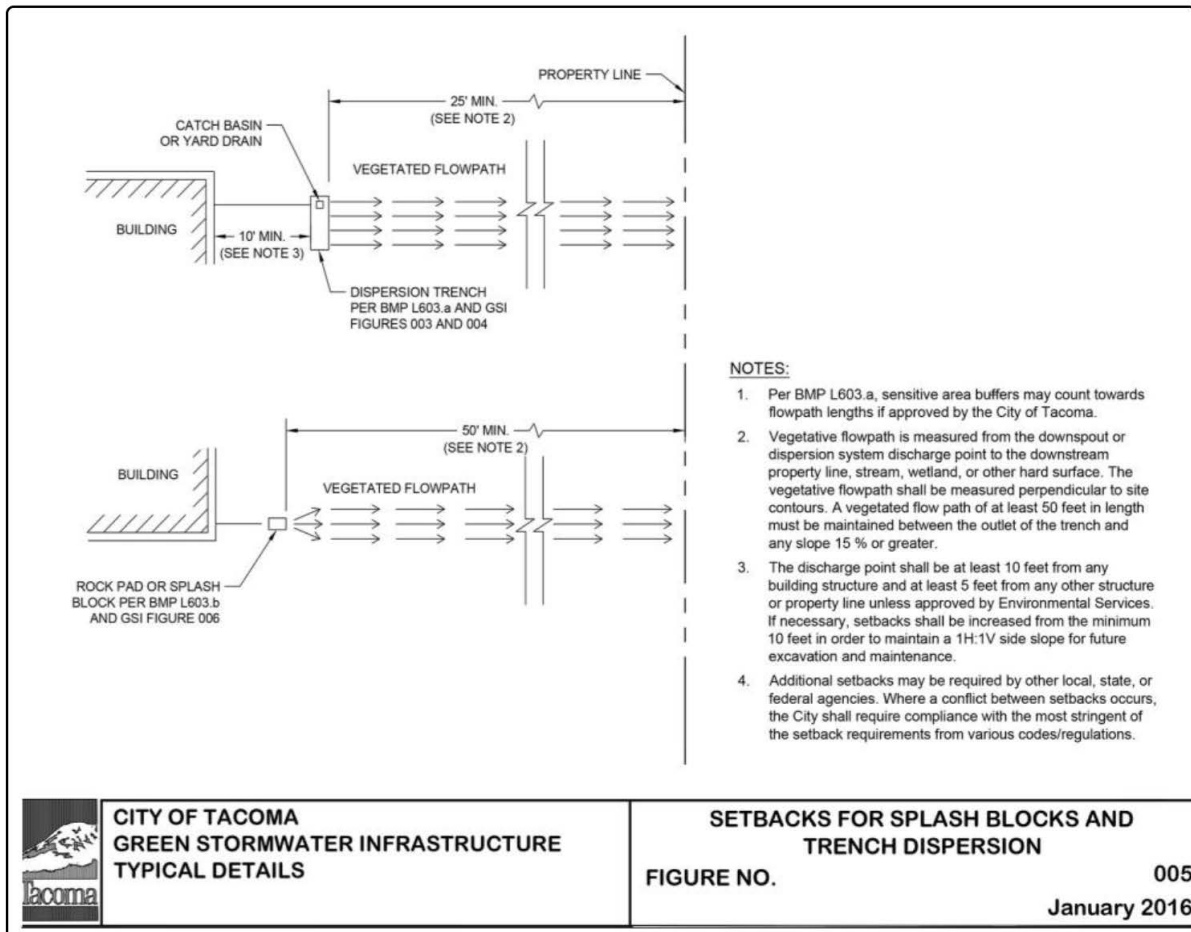 PROPERTY LINE
25' MIN.
(SEE NOTE 2)
CATCH BASIN
OR YARD DRAIN
VEGETATED FLOWPATH
BUILDING
10' MIN.
(SEE NOTE 3)
DISPERSION TRENCH
PER BMP L603.a AND GSI
FIGURES 003 AND 004
50' MIN.
(SEE NOTE 2)
BUILDING
VEGETATED FLOWPATH
ROCK PAD OR SPLASH
BLOCK PER BMP L603.b
AND GSI FIGURE 006
NOTES:
1. Per BMP L603.a, sensitive area buffers may count towards
flowpath lengths if approved by the City of Tacoma.
2. Vegetative flowpath is measured from the downspout or
dispersion system discharge point to the downstream
property line, stream, wetland, or other hard surface. The
vegetative flowpath shall be measured perpendicular to site
contours. A vegetated flow path of at least 50 feet in length
must be maintained between the outlet of the trench and
any slope 15 % or greater.
3. The discharge point shall be at least 10 feet from any
building structure and at least 5 feet from any other structure
or property line unless approved by Environmental Services.
If necessary, setbacks shall be increased from the minimum
10 feet in order to maintain a 1H:1V side slope for future
excavation and maintenance.
4. Additional setbacks may be required by other local, state, or
federal agencies. Where a conflict between setbacks occurs,
the City shall require compliance with the most stringent of
the setback requirements from various codes/regulations.
Tacoma
CITY OF TACOMA
GREEN STORMWATER INFRASTRUCTURE
TYPICAL DETAILS
SETBACKS FOR SPLASH BLOCKS AND
TRENCH DISPERSION
FIGURE NO. 005
January 2016